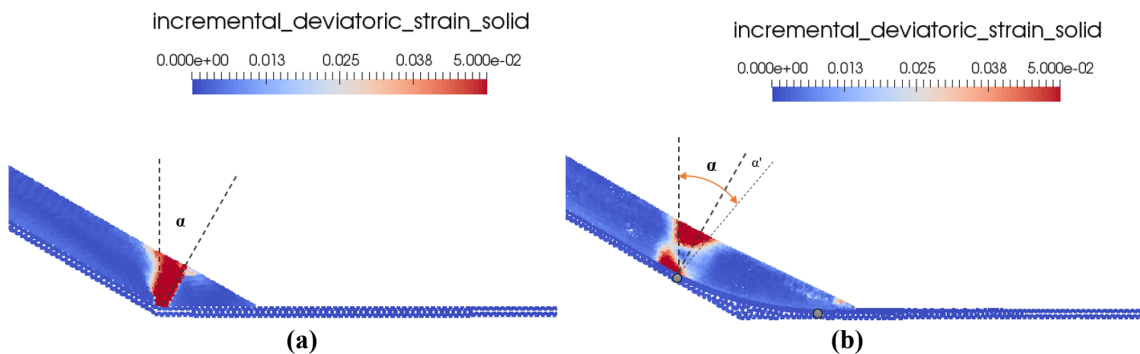 incremental_deviatoric_strain_solid
0.000e+00 0.013 0.025 0.038 5.000e-02
α
(a)
incremental_deviatoric_strain_solid
0.000e+00 0.013 0.025 0.038 5.000e-02
α α'
(b)